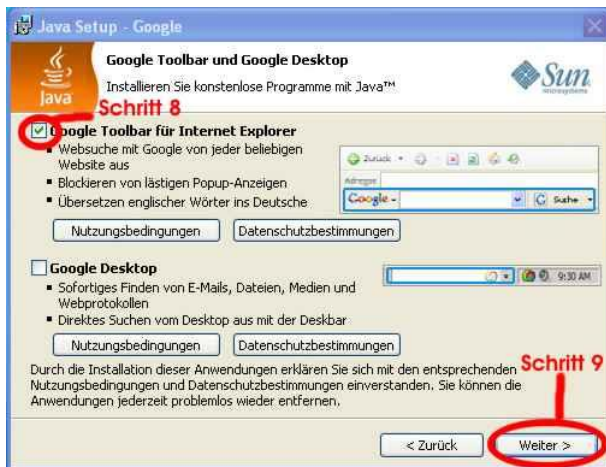 Java Setup - Google
Google Toolbar und Google Desktop
Installieren Sie konstenlose Programme mit Java™
Java
Sun
microsystems
Schritt 8
Google Toolbar für Internet Explorer
Websuche mit Google von jeder beliebigen
Website aus
Blockieren von lästigen Popup-Anzeigen
Übersetzen englischer Wörter ins Deutsche
Zurück
Adresse
Google
G Suche
Nutzungsbedingungen
Datenschutzbestimmungen
Google Desktop
9:30 AM
Sofortiges Finden von E-Mails, Dateien, Medien und
Webprotokollen
Direktes Suchen vom Desktop aus mit der Deskbar
Nutzungsbedingungen
Datenschutzbestimmungen
Durch die Installation dieser Anwendungen erklären Sie sich mit den entsprechenden
Nutzungsbedingungen und Datenschutzbestimmungen einverstanden. Sie können die
Anwendungen jederzeit problemlos wieder entfernen.
Schritt 9
< Zurück
Weiter >